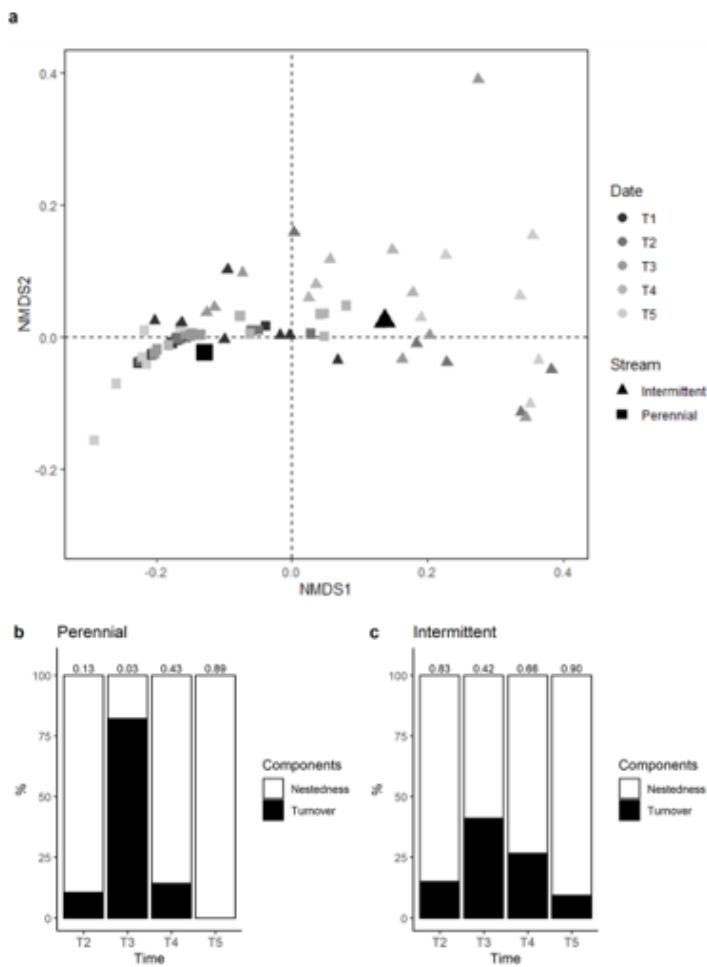 a
0.4
0.2
0.0
-0.2
NMDS2
-0.2
0.0
0.2
0.4
NMDS1
Date
T1
T2
T3
T4
T5
Stream
Intermittent
Perennial
b Perennial
0.13 0.03 0.43 0.89
100
75
50
25
0
%
T2 T3 T4 T5
Time
Components
Nestedness
Turnover
c Intermittent
0.83 0.42 0.66 0.90
100
75
50
25
0
%
T2 T3 T4 T5
Time
Components
Nestedness
Turnover